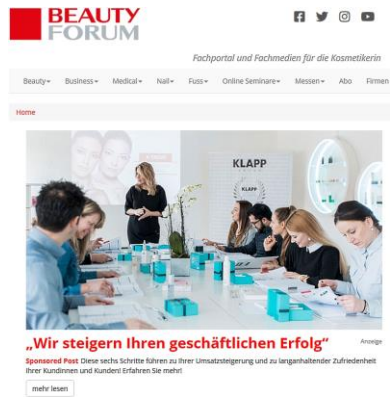 BEAUTY
FORUM
Fachportal und Fachmedien für die Kosmetikerin
Beauty Business Medical Nail Fuss Online Seminare Messen Abo Firmen
Home
KLAPP
KLAPP
„Wir steigern Ihren geschäftlichen Erfolg“ Anzeige
Sponsored Post Diese sechs Schritte führen zu Ihrer Umsatzsteigerung und zu langanhaltender Zufriedenheit
Ihrer Kundinnen und Kunden! Erfahren Sie mehr!
mehr lesen